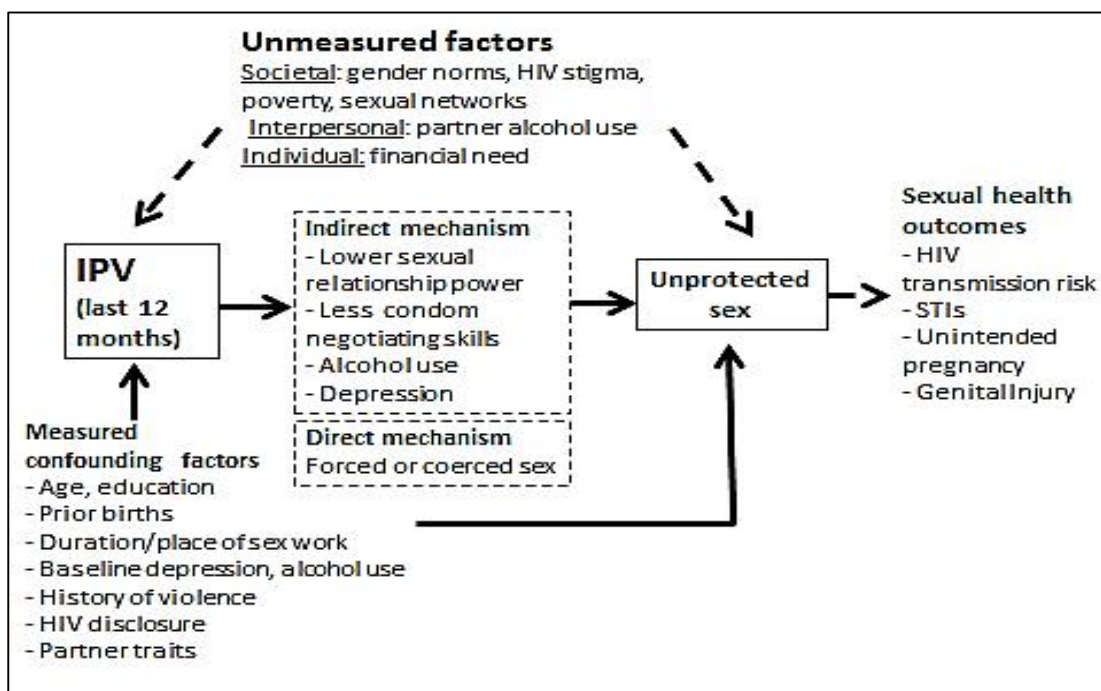 Unmeasured factors
Societal: gender norms, HIV stigma,
poverty, sexual networks
Interpersonal: partner alcohol use
Individual: financial need
IPV
(last 12
months)
Indirect mechanism
- Lower sexual
relationship power
- Less condom
negotiating skills
- Alcohol use
- Depression
Direct mechanism
Forced or coerced sex
Unprotected
sex
Sexual health
outcomes
- HIV
transmission risk
- STIs
- Unintended
pregnancy
- Genital Injury
Measured
confounding factors
- Age, education
- Prior births
- Duration/place of sex work
- Baseline depression, alcohol use
- History of violence
- HIV disclosure
- Partner traits